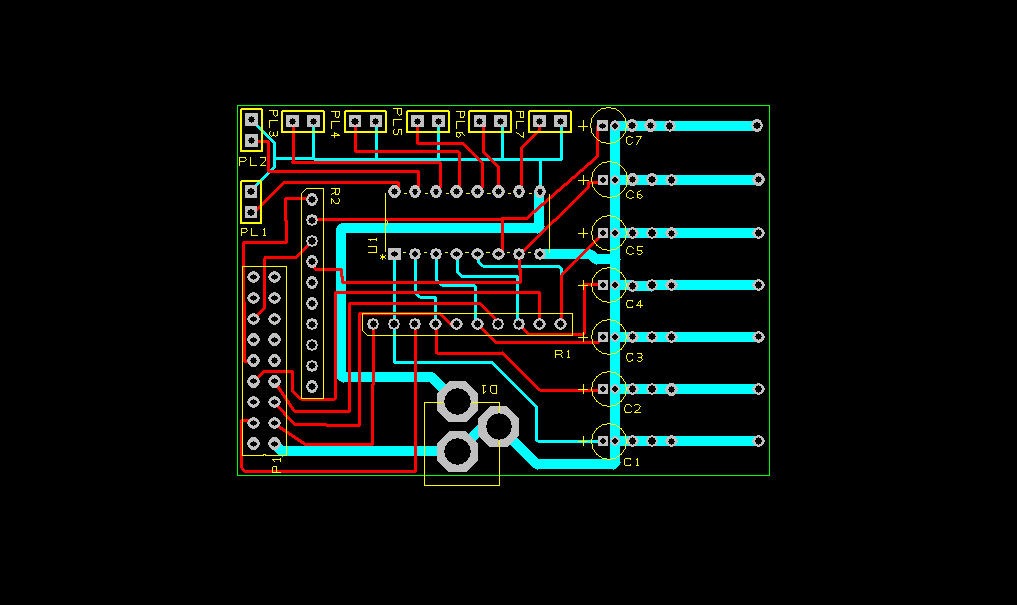 PL3
PL4
PL5
PL6
PL7
C7
PL2
R2
C6
PL1
U1
*
C5
C4
C3
R1
D1
C2
P1
C1
+
+
+
+
+
+
+